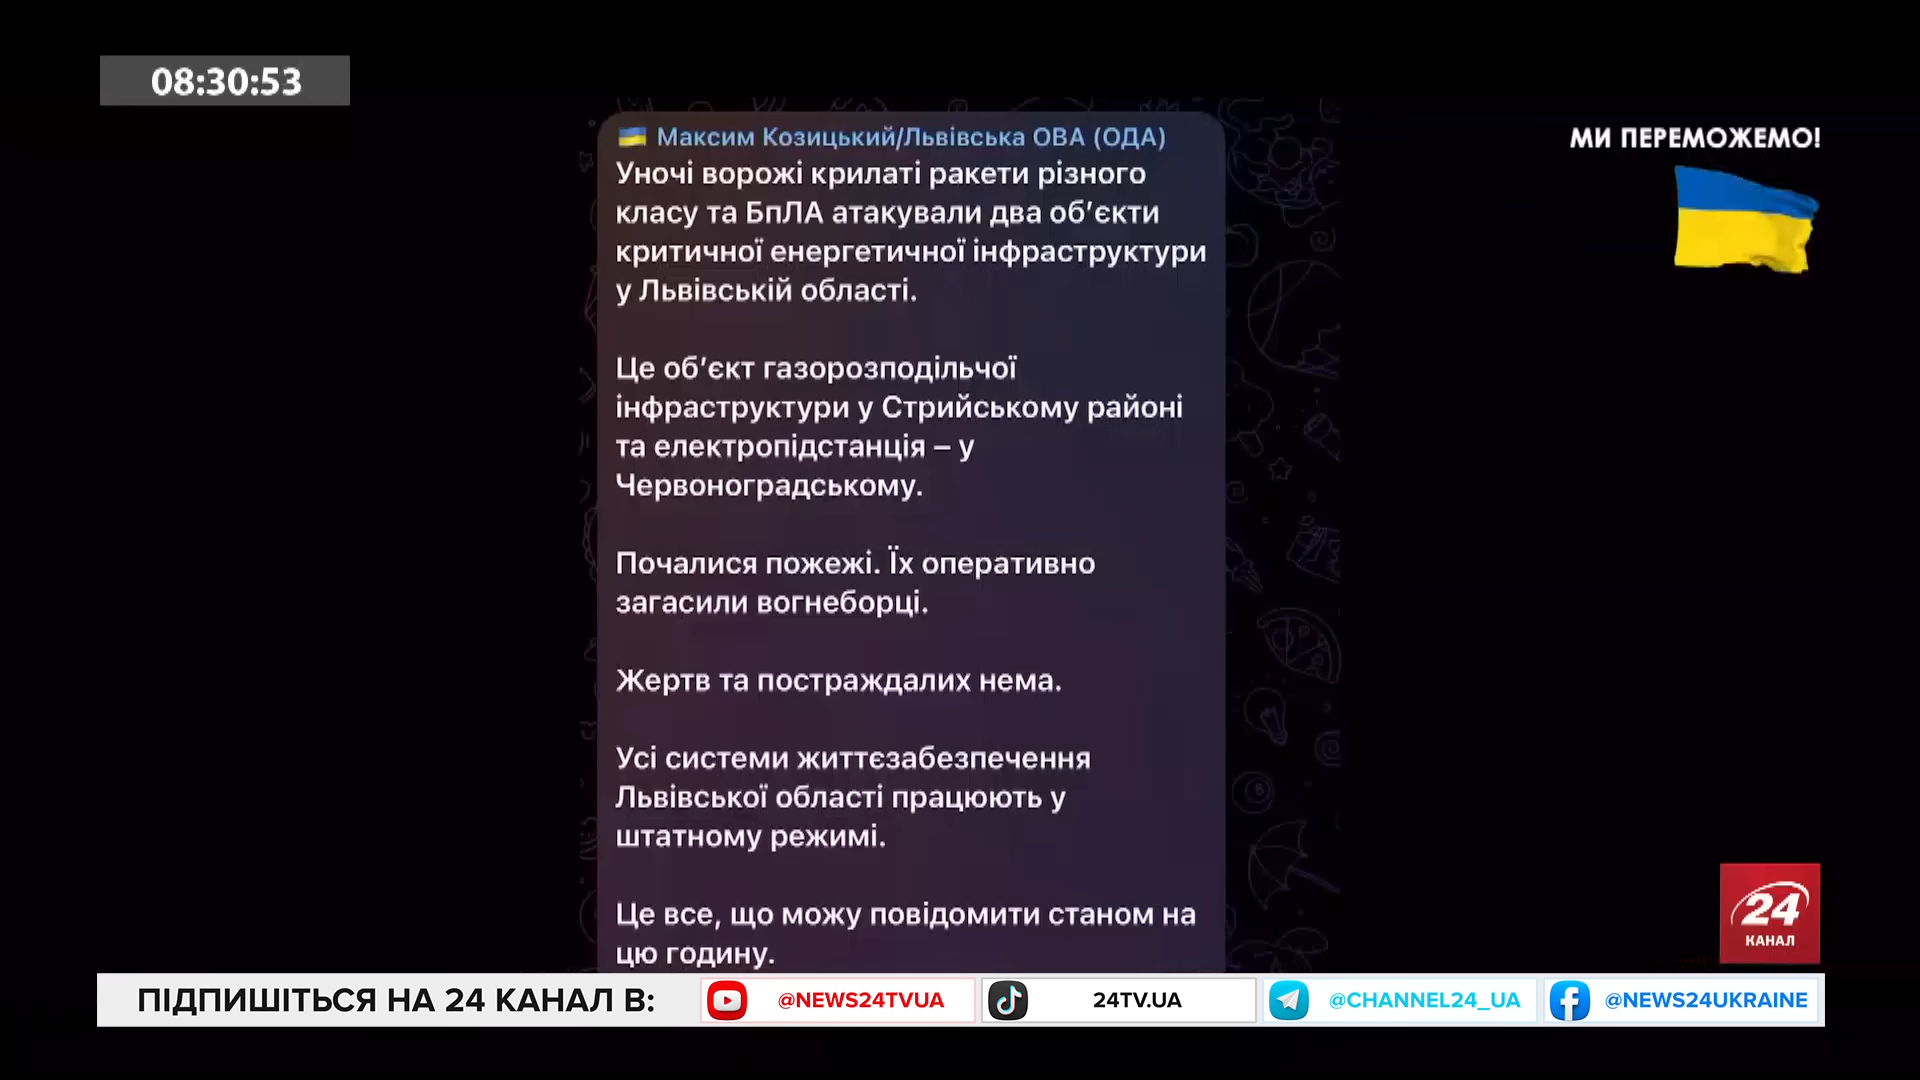 08:30:53
МИ ПЕРЕМОЖЕМО!
Максим Козицький/Львівська ОВА (ОДА)
Уночі ворожі крилаті ракети різного
класу та БпЛА атакували два об’єкти
критичної енергетичної інфраструктури
у Львівській області.
Це об’єкт газорозподільчої
інфраструктури у Стрийському районі
та електропідстанція – у
Червоноградському.
Почалися пожежі. Їх оперативно
загасили вогнеборці.
Жертв та постраждалих нема.
Усі системи життєзабезпечення
Львівської області працюють у
штатному режимі.
Це все, що можу повідомити станом на
цю годину.
24
КАНАЛ
ПІДПИШІТЬСЯ НА 24 КАНАЛ В: @NEWS24TVUA 24TV.UA @CHANNEL24_UA @NEWS24UKRAINE